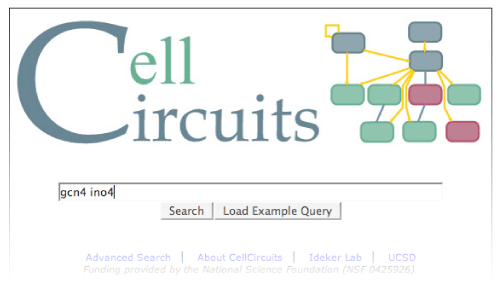 Cell
Circuits
gcn4 ino4
Search Load Example Query
Advanced Search | About CellCircuits | Ideker Lab | UCSD
Funding provided by the National Science Foundation (NSF 0425926)